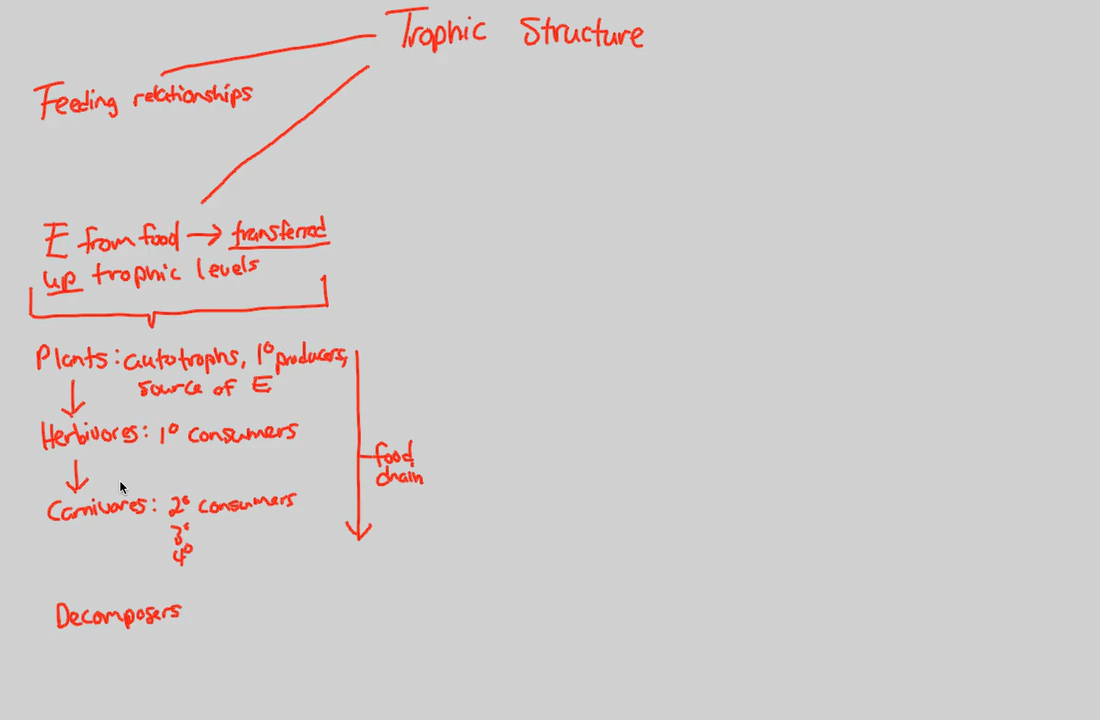 Trophic Structure
Feeding relationships
E from food → transferred
up trophic levels
Plants: autotrophs, 1° producers,
source of E
↓
Herbivores: 1° consumers
↓
Carnivores: 2° consumers
3°
4°
food
chain
Decomposers